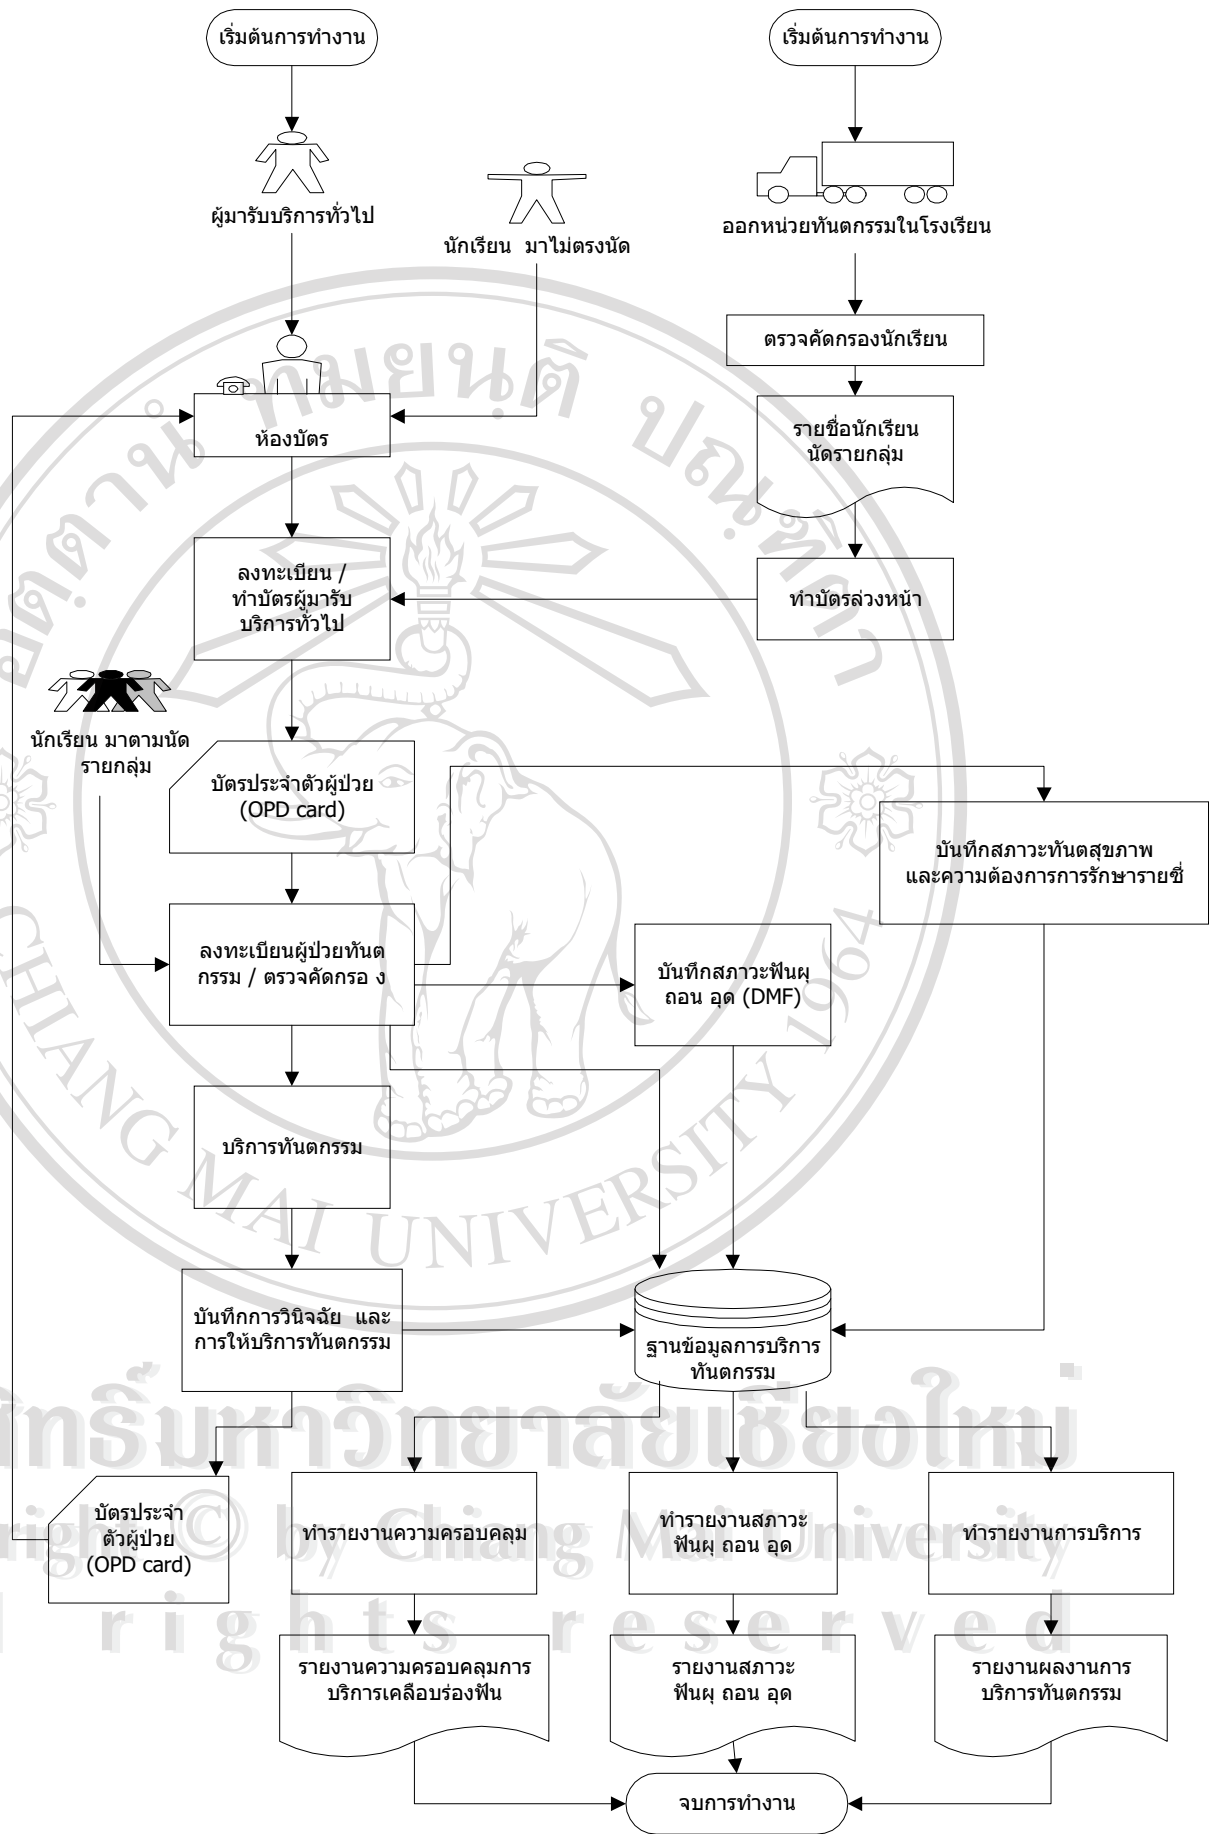 เริ่มต้นการทำงาน
เริ่มต้นการทำงาน
ผู้มารับบริการทั่วไป
นักเรียน มาไม่ตรงนัด
ออกหน่วยทันตกรรมในโรงเรียน
ตรวจคัดกรองนักเรียน
ห้องบัตร
รายชื่อนักเรียน
นัดรายกลุ่ม
ลงทะเบียน /
ทำบัตรผู้มารับ
บริการทั่วไป
ทำบัตรล่วงหน้า
นักเรียน มาตามนัด
รายกลุ่ม
บัตรประจำตัวผู้ป่วย
(OPD card)
บันทึกสภาวะทันตสุขภาพ
และความต้องการการรักษารายซี่
ลงทะเบียนผู้ป่วยทันต
กรรม / ตรวจคัดกรอ ง
บันทึกสภาวะฟันผุ
ถอน อุด (DMF)
บริการทันตกรรม
บันทึกการวินิจฉัย และ
การให้บริการทันตกรรม
ฐานข้อมูลการบริการ
ทันตกรรม
บัตรประจำ
ตัวผู้ป่วย
(OPD card)
ทำรายงานความครอบคลุม
ทำรายงานสภาวะ
ฟันผุ ถอน อุด
ทำรายงานการบริการ
รายงานความครอบคลุมการ
บริการเคลือบร่องฟัน
รายงานสภาวะ
ฟันผุ ถอน อุด
รายงานผลงานการ
บริการทันตกรรม
จบการทำงาน
CHIANG MAI UNIVERSITY 1964
มหาวิทยาลัยเชียงใหม่
by Chiang Mai University
rights reserved